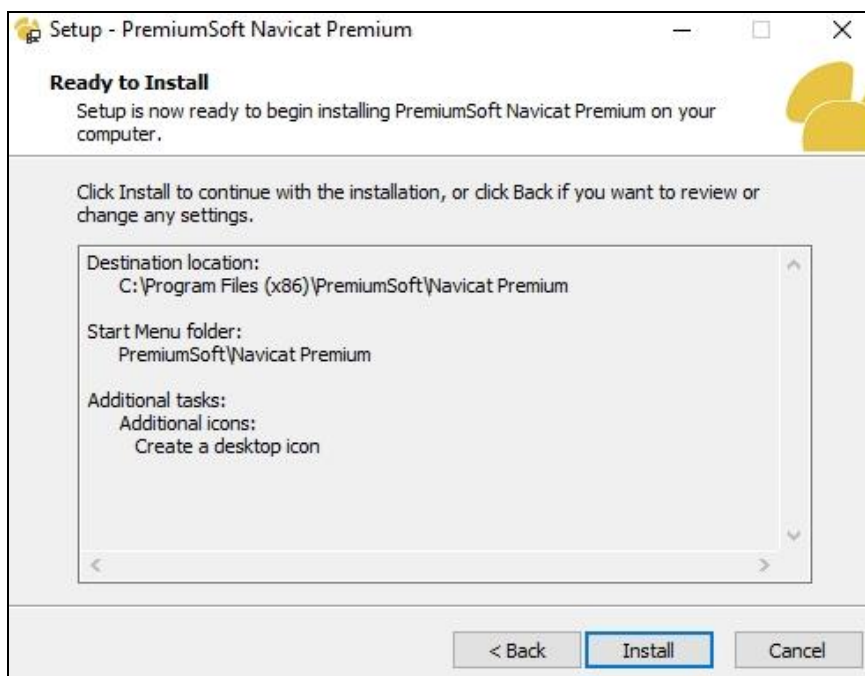 Setup - PremiumSoft Navicat Premium
Ready to Install
Setup is now ready to begin installing PremiumSoft Navicat Premium on your
computer.
Click Install to continue with the installation, or click Back if you want to review or
change any settings.
Destination location:
C:\Program Files (x86)\PremiumSoft\Navicat Premium
Start Menu folder:
PremiumSoft\Navicat Premium
Additional tasks:
Additional icons:
Create a desktop icon
< Back Install Cancel